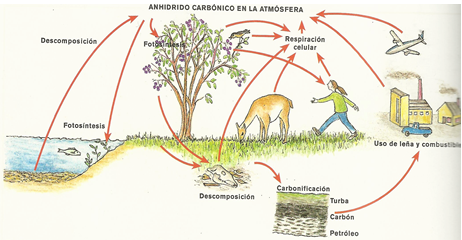 ANHIDRIDO CARBÓNICO EN LA ATMÓSFERA
Descomposición
Fotosíntesis
Respiración
celular
Fotosíntesis
Uso de leña y combustible
Descomposición
Carbonificación
Turba
Carbón
Petróleo